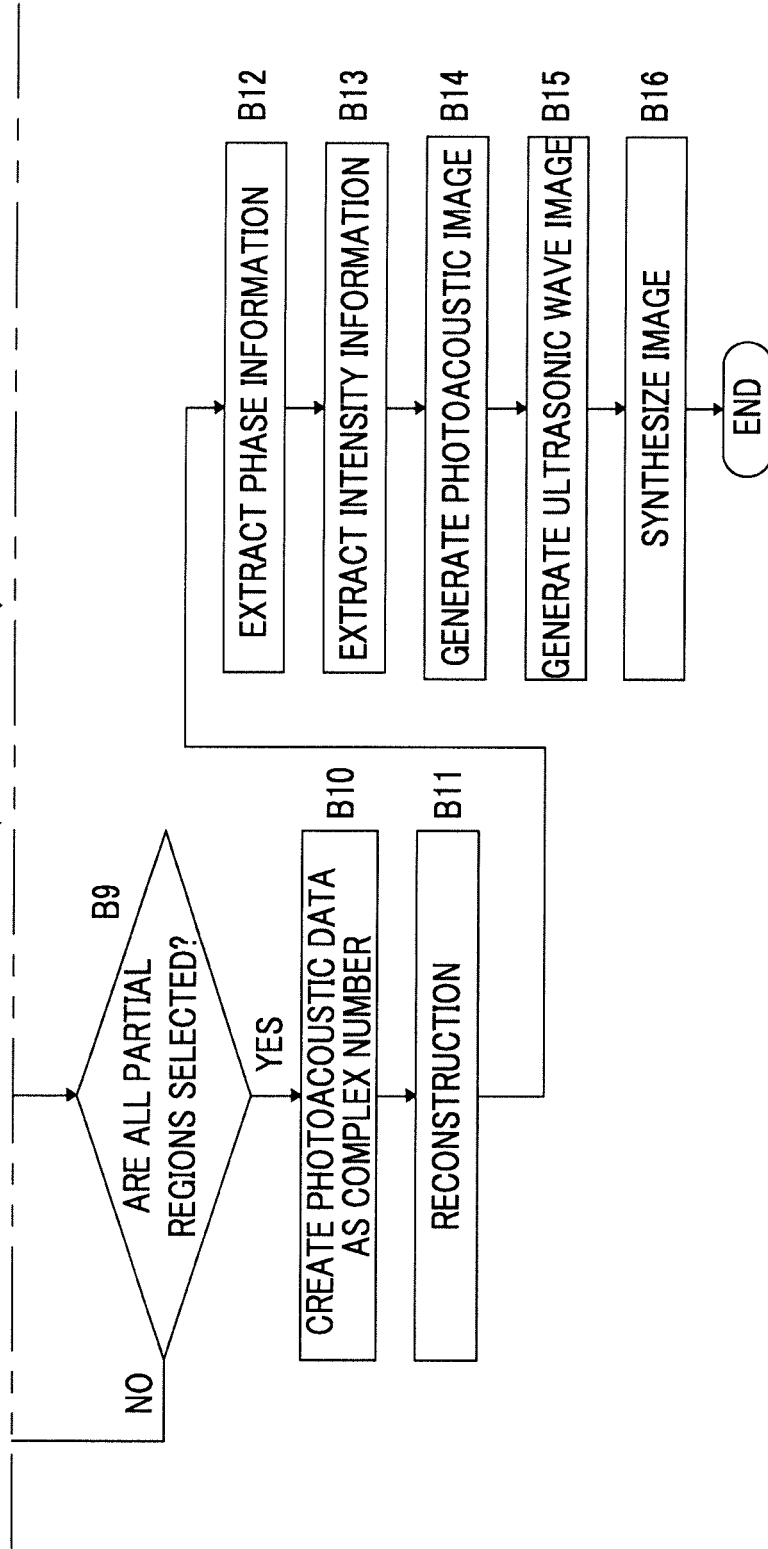 B9
ARE ALL PARTIAL
REGIONS SELECTED?
NO
YES
CREATE PHOTOACOUSTIC DATA
AS COMPLEX NUMBER
B10
RECONSTRUCTION
B11
EXTRACT PHASE INFORMATION
B12
EXTRACT INTENSITY INFORMATION
B13
GENERATE PHOTOACOUSTIC IMAGE
B14
GENERATE ULTRASONIC WAVE IMAGE
B15
SYNTHESIZE IMAGE
B16
END